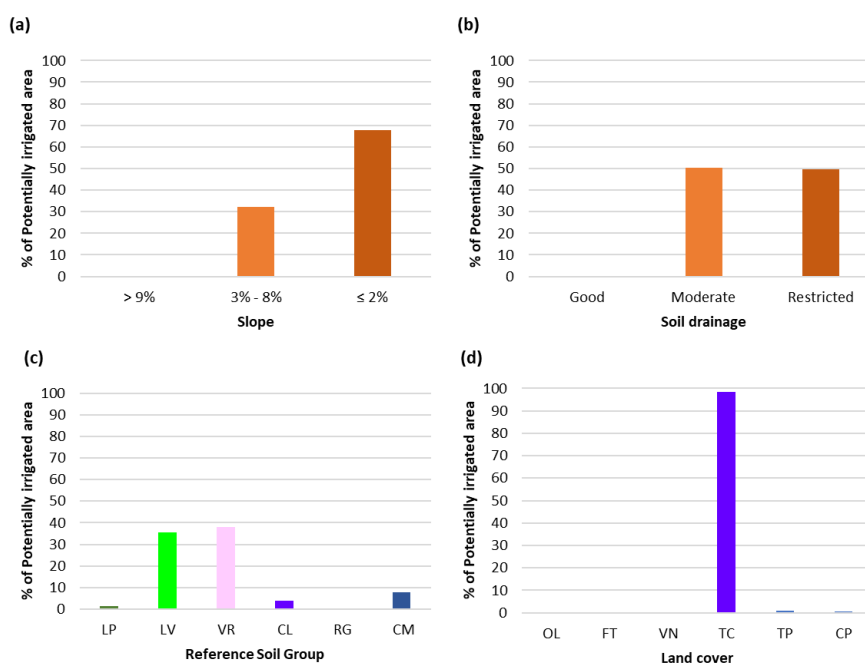 (a)
% of Potentially irrigated area
100
90
80
70
60
50
40
30
20
10
0
> 9%
3% - 8%
≤ 2%
Slope
(b)
% of Potentially irrigated area
100
90
80
70
60
50
40
30
20
10
0
Good
Moderate
Restricted
Soil drainage
(c)
% of Potentially irrigated area
100
90
80
70
60
50
40
30
20
10
0
LP
LV
VR
CL
RG
CM
Reference Soil Group
(d)
% of Potentially irrigated area
100
90
80
70
60
50
40
30
20
10
0
OL
FT
VN
TC
TP
CP
Land cover